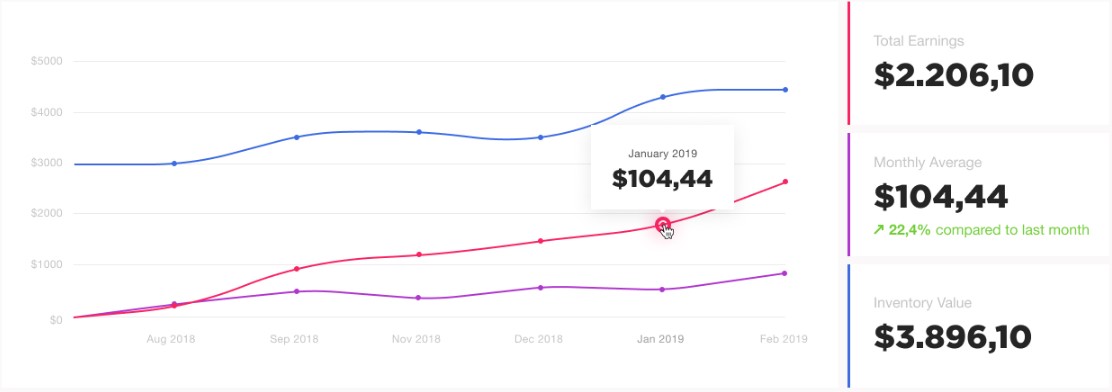 $5000
$4000
$3000
$2000
$1000
$0
Aug 2018
Sep 2018
Nov 2018
Dec 2018
Jan 2019
Feb 2019
January 2019
$104,44
Total Earnings
$2.206,10
Monthly Average
$104,44
↗ 22,4% compared to last month
Inventory Value
$3.896,10